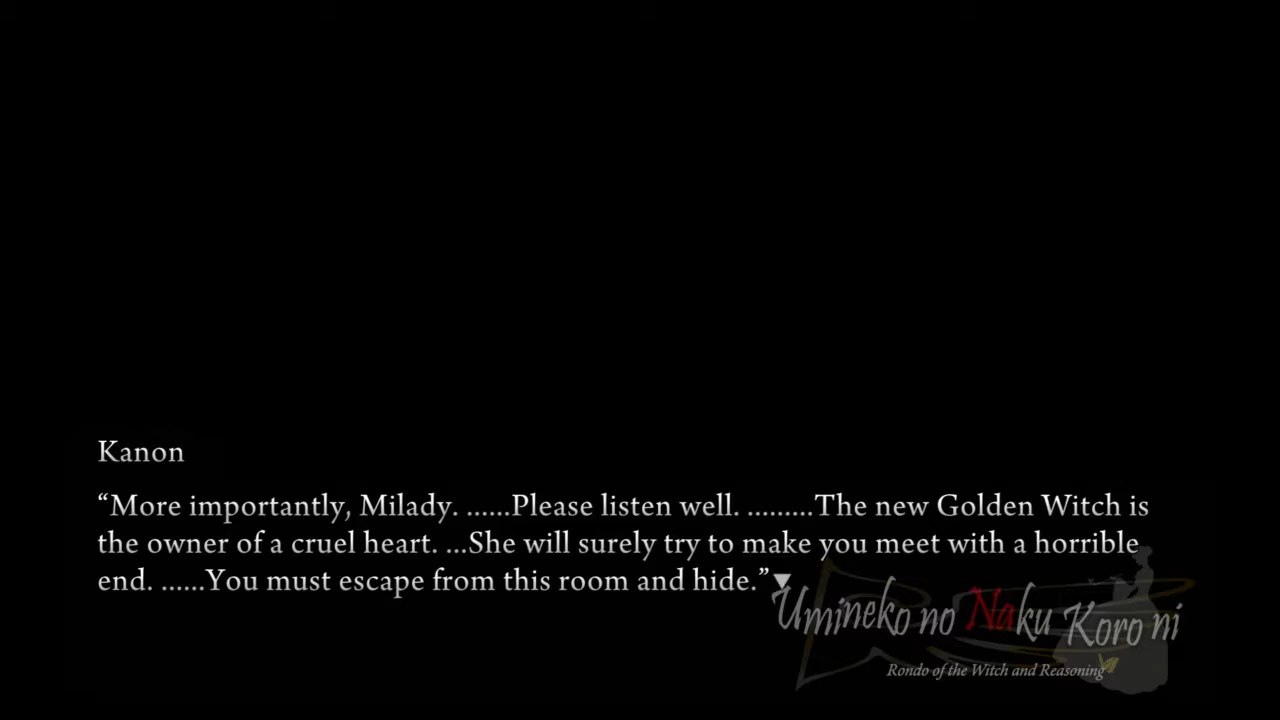 Kanon
“More importantly, Milady. ......Please listen well. .........The new Golden Witch is
the owner of a cruel heart. ...She will surely try to make you meet with a horrible
end. ......You must escape from this room and hide.”▼
Umineko no Naku Koro ni
Rondo of the Witch and Reasoning